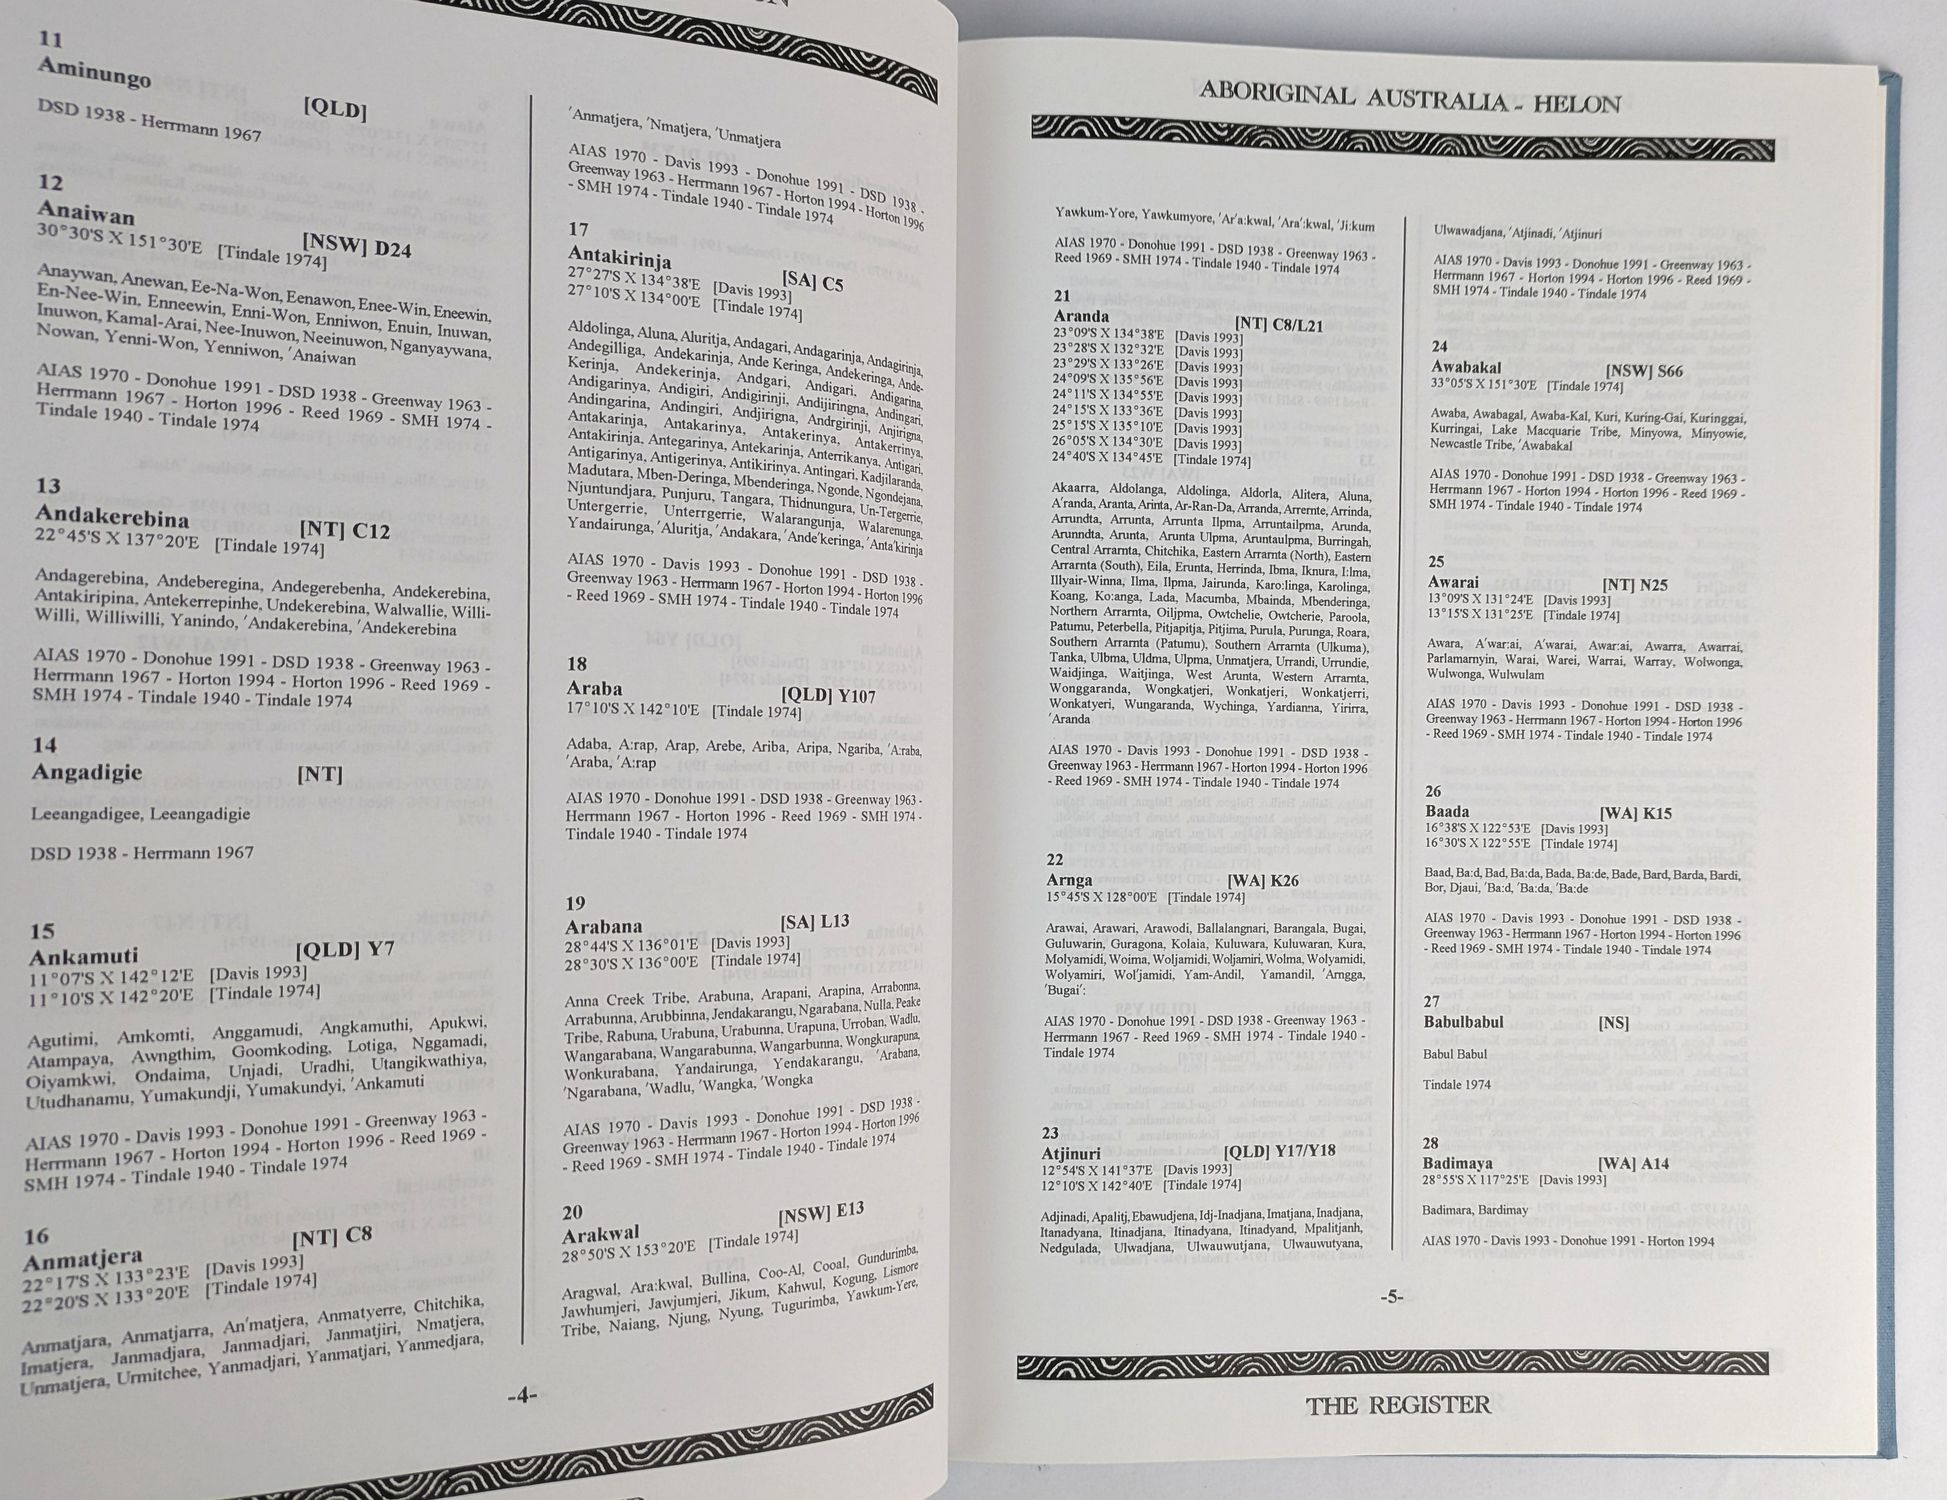 11
Aminungo [QLD]
DSD 1938 - Herrmann 1967
12
Anaiwan [NSW] D24
30°30'S X 151°30'E [Tindale 1974]
Anaywan, Anewan, Ee-Na-Won, Eenawon, Enee-Win, Eneewin,
En-Nee-Win, Enneewin, Enni-Won, Enniwon, Enuin, Inuwan,
Inuwon, Kamal-Arai, Nee-Inuwon, Neeinuwon, Nganyaywana,
Nowan, Yenni-Won, Yenniwon, 'Anaiwan
AIAS 1970 - Donohue 1991 - DSD 1938 - Greenway 1963 -
Herrmann 1967 - Horton 1996 - Reed 1969 - SMH 1974 -
Tindale 1940 - Tindale 1974
13
Andakerebina [NT] C12
22°45'S X 137°20'E [Tindale 1974]
Andagerebina, Andeberegina, Andegerebenha, Andekerebina,
Antakiripina, Antekerrepinhe, Undekerebina, Walwallie, Willi-
Willi, Williwilli, Yanindo, 'Andakerebina, 'Andekerebina
AIAS 1970 - Donohue 1991 - DSD 1938 - Greenway 1963 -
Herrmann 1967 - Horton 1994 - Horton 1996 - Reed 1969 -
SMH 1974 - Tindale 1940 - Tindale 1974
14
Angadigie [NT]
Leeangadigee, Leeangadigie
DSD 1938 - Herrmann 1967
15
Ankamuti [QLD] Y7
11°07'S X 142°12'E [Davis 1993]
11°10'S X 142°20'E [Tindale 1974]
Agutimi, Amkomti, Anggamudi, Angkamuthi, Apukwi,
Atampaya, Awngthim, Goomkoding, Lotiga, Nggamadi,
Oiyamkwi, Ondaima, Unjadi, Uradhi, Utangikwathiya,
Utudhanamu, Yumakundji, Yumakundyi, 'Ankamuti
AIAS 1970 - Davis 1993 - Donohue 1991 - Greenway 1963 -
Herrmann 1967 - Horton 1994 - Horton 1996 - Reed 1969 -
SMH 1974 - Tindale 1940 - Tindale 1974
16
Anmatjera [NT] C8
22°17'S X 133°23'E [Davis 1993]
22°20'S X 133°20'E [Tindale 1974]
Anmatjara, Anmatjarra, An'matjera, Anmatyerre, Chitchika,
Imatjera, Janmadjara, Janmadjari, Janmatjiri, Nmatjera,
Unmatjera, Urmitchee, Yanmadjari, Yanmatjari, Yanmedjara,
'Anmatjera, 'Nmatjera, 'Unmatjera
AIAS 1970 - Davis 1993 - Donohue 1991 - DSD 1938 -
Greenway 1963 - Herrmann 1967 - Horton 1994 - Horton 1996
- SMH 1974 - Tindale 1940 - Tindale 1974
17
Antakirinja [SA] C5
27°27'S X 134°38'E [Davis 1993]
27°10'S X 134°00'E [Tindale 1974]
Aldolinga, Aluna, Aluritja, Andagari, Andagarinja, Andagirinja,
Andegilliga, Andekarinja, Ande Keringa, Andekeringa, Ande-
Kerinja, Andekerinja, Andgari, Andigari, Andigarina,
Andigarinya, Andigiri, Andigirinji, Andijiringna, Andingari,
Andingarina, Andingiri, Andjirigna, Andrgirinji, Anjirigna,
Antakarinja, Antakarinya, Antakerinya, Antakerrinya,
Antakirinja, Antegarinya, Antekarinja, Anterrikanya, Antigari,
Antigarinya, Antigerinya, Antikirinya, Antingari, Kadjilaranda,
Madutara, Mben-Deringa, Mbenderinga, Ngonde, Ngondejana,
Njuntundjara, Punjuru, Tangara, Thidnungura, Un-Tergerrie,
Untergerrie, Unterrgerrie, Walarangunja, Walarenunga,
Yandairunga, 'Aluritja, 'Andakara, 'Ande'keringa, 'Anta'kirinja
AIAS 1970 - Davis 1993 - Donohue 1991 - DSD 1938 -
Greenway 1963 - Herrmann 1967 - Horton 1994 - Horton 1996
- Reed 1969 - SMH 1974 - Tindale 1940 - Tindale 1974
18
Araba [QLD] Y107
17°10'S X 142°10'E [Tindale 1974]
Adaba, A:rap, Arap, Arebe, Ariba, Aripa, Ngariba, 'A:raba,
'Araba, 'A:rap
AIAS 1970 - Donohue 1991 - DSD 1938 - Greenway 1963 -
Herrmann 1967 - Horton 1996 - Reed 1969 - SMH 1974 -
Tindale 1940 - Tindale 1974
19
Arabana [SA] L13
28°44'S X 136°01'E [Davis 1993]
28°30'S X 136°00'E [Tindale 1974]
Anna Creek Tribe, Arabuna, Arapani, Arapina, Arrabonna,
Arrabunna, Arubbinna, Jendakarangu, Ngarabana, Nulla, Peake
Tribe, Rabuna, Urabuna, Urabunna, Urapuna, Urroban, Wadlu,
Wangarabana, Wangarabunna, Wangarbunna, Wongkurapuna,
Wonkurabana, Yandairunga, Yendakarangu, 'Arabana,
'Ngarabana, 'Wadlu, 'Wangka, 'Wongka
AIAS 1970 - Davis 1993 - Donohue 1991 - DSD 1938 -
Greenway 1963 - Herrmann 1967 - Horton 1994 - Horton 1996
- Reed 1969 - SMH 1974 - Tindale 1940 - Tindale 1974
20
Arakwal [NSW] E13
28°50'S X 153°20'E [Tindale 1974]
Aragwal, Ara:kwal, Bullina, Coo-Al, Cooal, Gundurimba,
Jawhumjeri, Jawjumjeri, Jikum, Kahwul, Kogung, Lismore
Tribe, Naiang, Njung, Nyung, Tugurimba, Yawkum-Yere,
-4-
ABORIGINAL AUSTRALIA - HELON
Yawkum-Yore, Yawkumyore, 'Ar'a:kwal, 'Ara':kwal, 'Ji:kum
AIAS 1970 - Donohue 1991 - DSD 1938 - Greenway 1963 -
Reed 1969 - SMH 1974 - Tindale 1940 - Tindale 1974
21
Aranda [NT] C8/L21
23°09'S X 134°38'E [Davis 1993]
23°28'S X 132°32'E [Davis 1993]
23°29'S X 133°26'E [Davis 1993]
24°09'S X 135°56'E [Davis 1993]
24°11'S X 134°55'E [Davis 1993]
24°15'S X 133°36'E [Davis 1993]
25°15'S X 135°10'E [Davis 1993]
26°05'S X 134°30'E [Davis 1993]
24°40'S X 134°45'E [Tindale 1974]
Akaarra, Aldolanga, Aldolinga, Aldorla, Alitera, Aluna,
A'randa, Aranta, Arinta, Ar-Ran-Da, Arranda, Arrernte, Arrinda,
Arrundta, Arrunta, Arrunta Ilpma, Arruntailpma, Arunda,
Arunndta, Arunta, Arunta Ulpma, Aruntaulpma, Burringah,
Central Arrarnta, Chitchika, Eastern Arrarnta (North), Eastern
Arrarnta (South), Eila, Erunta, Herrinda, Ibma, Iknura, I:lma,
Illyair-Winna, Ilma, Ilpma, Jairunda, Karo:linga, Karolinga,
Koang, Ko:anga, Lada, Macumba, Mbainda, Mbenderinga,
Northern Arrarnta, Oiljpma, Owtchelie, Owtcherie, Paroola,
Patumu, Peterbella, Pitjapitja, Pitjima, Purula, Purunga, Roara,
Southern Arrarnta (Patumu), Southern Arrarnta (Ulkuma),
Tanka, Ulbma, Uldma, Ulpma, Unmatjera, Urrandi, Urrundie,
Waidjinga, Waitjinga, West Arunta, Western Arrarnta,
Wonggaranda, Wongkatjeri, Wonkatjeri, Wonkatjerri,
Wonkatyeri, Wungaranda, Wychinga, Yardianna, Yirirra,
'Aranda
AIAS 1970 - Davis 1993 - Donohue 1991 - DSD 1938 -
Greenway 1963 - Herrmann 1967 - Horton 1994 - Horton 1996
- Reed 1969 - SMH 1974 - Tindale 1940 - Tindale 1974
22
Arnga [WA] K26
15°45'S X 128°00'E [Tindale 1974]
Arawai, Arawari, Arawodi, Ballalangnari, Barangala, Bugai,
Guluwarin, Guragona, Kolaia, Kuluwara, Kuluwaran, Kura,
Molyamidi, Woima, Woljamidi, Woljamiri, Wolma, Wolyamidi,
Wolyamiri, Wol'jamidi, Yam-Andil, Yamandil, 'Arngga,
'Bugai':
AIAS 1970 - Donohue 1991 - DSD 1938 - Greenway 1963 -
Herrmann 1967 - Reed 1969 - SMH 1974 - Tindale 1940 -
Tindale 1974
23
Atjinuri [QLD] Y17/Y18
12°54'S X 141°37'E [Davis 1993]
12°10'S X 142°40'E [Tindale 1974]
Adjinadi, Apalitj, Ebawudjena, Idj-Inadjana, Imatjana, Inadjana,
Itanadyana, Itinadjana, Itinadyana, Itinadyand, Mpalitjanh,
Nedgulada, Ulwadjana, Ulwauwutjana, Ulwauwutyana,
Ulwawadjana, 'Atjinadi, 'Atjinuri
AIAS 1970 - Davis 1993 - Donohue 1991 - Greenway 1963 -
Herrmann 1967 - Horton 1994 - Horton 1996 - Reed 1969 -
SMH 1974 - Tindale 1940 - Tindale 1974
24
Awabakal [NSW] S66
33°05'S X 151°30'E [Tindale 1974]
Awaba, Awabagal, Awaba-Kal, Kuri, Kuring-Gai, Kuringgai,
Kurringai, Lake Macquarie Tribe, Minyowa, Minyowie,
Newcastle Tribe, 'Awabakal
AIAS 1970 - Donohue 1991 - DSD 1938 - Greenway 1963 -
Herrmann 1967 - Horton 1994 - Horton 1996 - Reed 1969 -
SMH 1974 - Tindale 1940 - Tindale 1974
25
Awarai [NT] N25
13°09'S X 131°24'E [Davis 1993]
13°15'S X 131°25'E [Tindale 1974]
Awara, A'war:ai, A'warai, Awar:ai, Awarra, Awarrai,
Parlamamyin, Warai, Warei, Warrai, Warray, Wolwonga,
Wulwonga, Wulwulam
AIAS 1970 - Davis 1993 - Donohue 1991 - DSD 1938 -
Greenway 1963 - Herrmann 1967 - Horton 1994 - Horton 1996
- Reed 1969 - SMH 1974 - Tindale 1940 - Tindale 1974
26
Baada [WA] K15
16°38'S X 122°53'E [Davis 1993]
16°30'S X 122°55'E [Tindale 1974]
Baad, Ba:d, Bad, Ba:da, Bada, Ba:de, Bade, Bard, Barda, Bardi,
Bor, Djaui, 'Ba:d, 'Ba:da, 'Ba:de
AIAS 1970 - Davis 1993 - Donohue 1991 - DSD 1938 -
Greenway 1963 - Herrmann 1967 - Horton 1994 - Horton 1996
- Reed 1969 - SMH 1974 - Tindale 1940 - Tindale 1974
27
Babulbabul [NS]
Babul Babul
Tindale 1974
28
Badimaya [WA] A14
28°55'S X 117°25'E [Davis 1993]
Badimara, Bardimay
AIAS 1970 - Davis 1993 - Donohue 1991 - Horton 1994
-5-
THE REGISTER